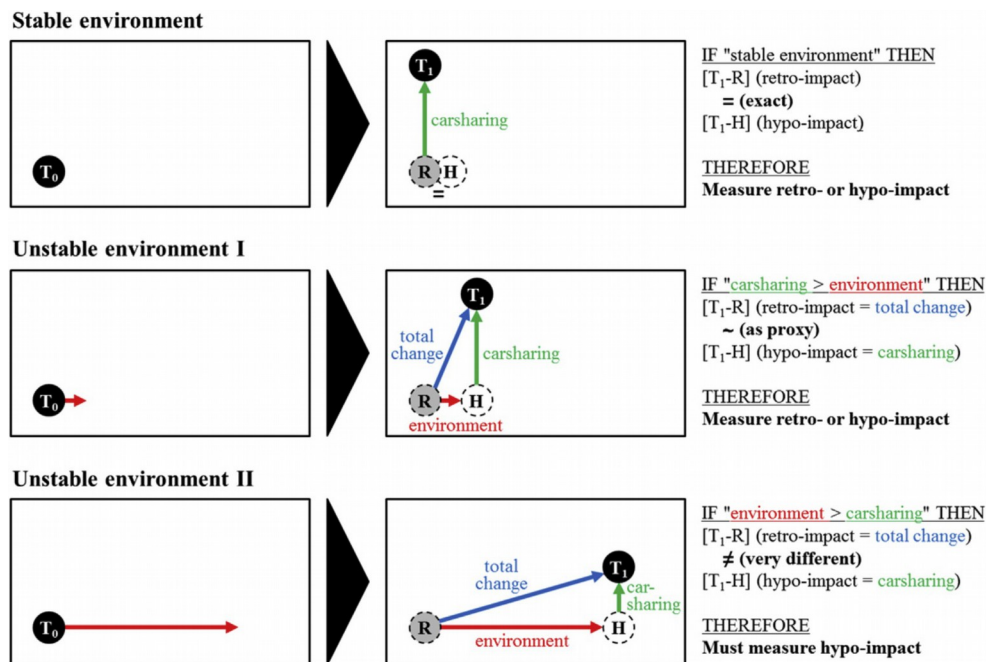 Stable environment
T₀
T₁
carsharing
R H
=
IF "stable environment" THEN
[T₁-R] (retro-impact)
= (exact)
[T₁-H] (hypo-impact)
THEREFORE
Measure retro- or hypo-impact
Unstable environment I
T₀
T₁
total
change
carsharing
R H
environment
IF "carsharing > environment" THEN
[T₁-R] (retro-impact = total change)
~ (as proxy)
[T₁-H] (hypo-impact = carsharing)
THEREFORE
Measure retro- or hypo-impact
Unstable environment II
T₀
total
change
T₁
car-
sharing
R H
environment
IF "environment > carsharing" THEN
[T₁-R] (retro-impact = total change)
≠ (very different)
[T₁-H] (hypo-impact = carsharing)
THEREFORE
Must measure hypo-impact